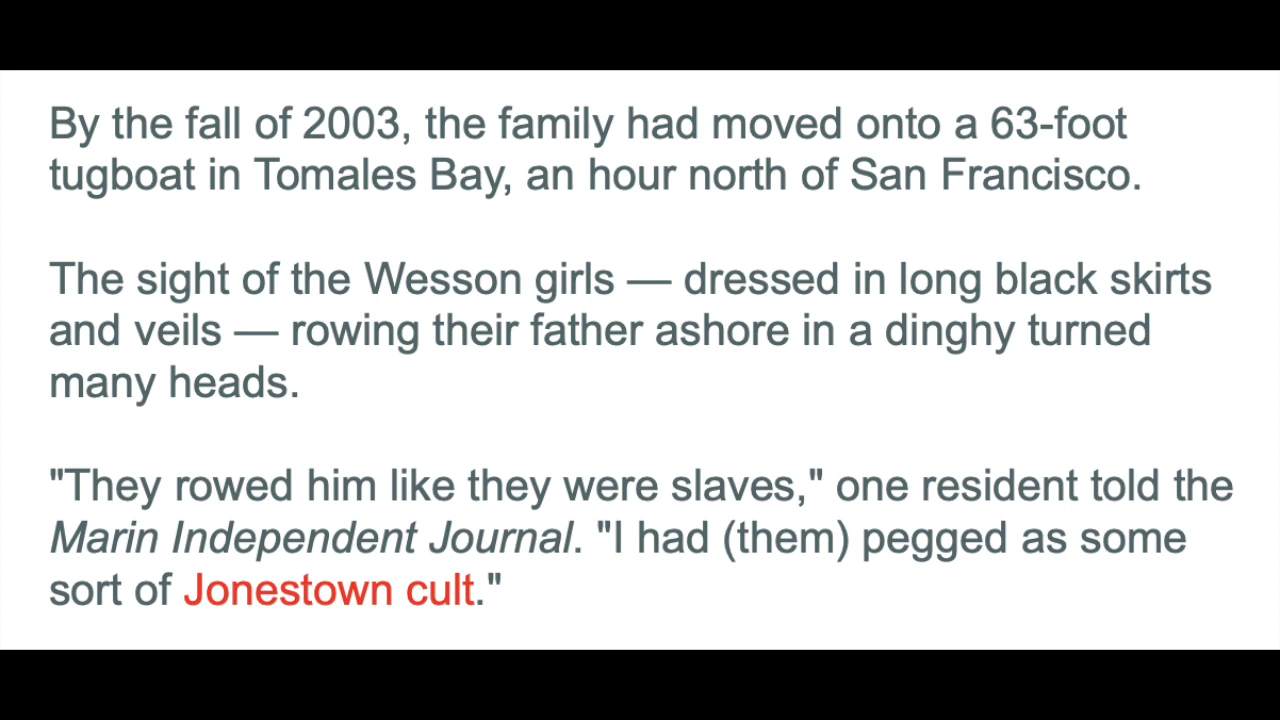 By the fall of 2003, the family had moved onto a 63-foot
tugboat in Tomales Bay, an hour north of San Francisco.
The sight of the Wesson girls — dressed in long black skirts
and veils — rowing their father ashore in a dinghy turned
many heads.
"They rowed him like they were slaves," one resident told the
Marin Independent Journal. "I had (them) pegged as some
sort of Jonestown cult."